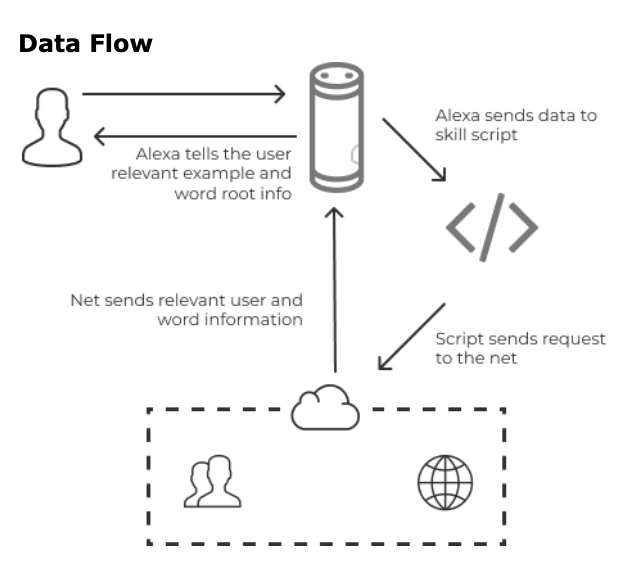 Data Flow
Alexa sends data to
skill script
Alexa tells the user
relevant example and
word root info
</>
Net sends relevant user and
word information
Script sends request
to the net